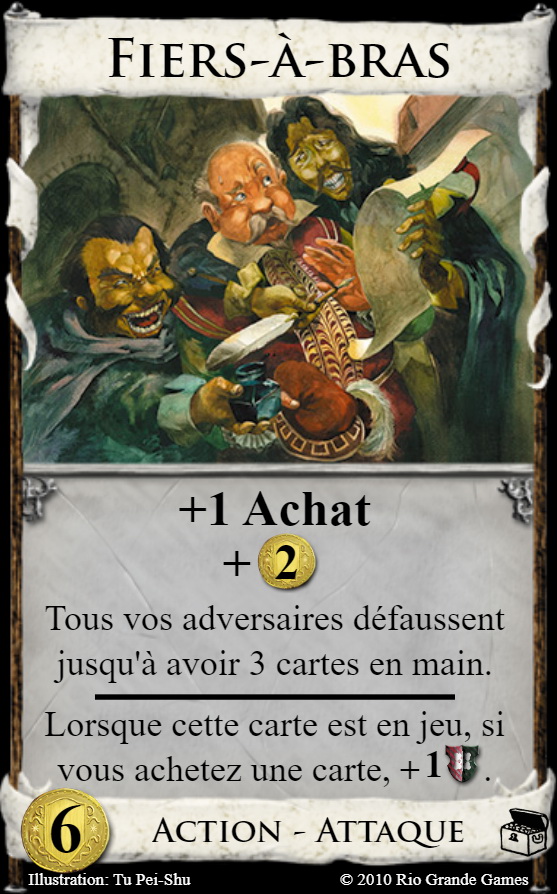 Fiers-à-bras
+1 Achat
+ 2
Tous vos adversaires défaussent
jusqu'à avoir 3 cartes en main.
Lorsque cette carte est en jeu, si
vous achetez une carte, +1 .
6 Action - Attaque
Illustration: Tu Pei-Shu © 2010 Rio Grande Games